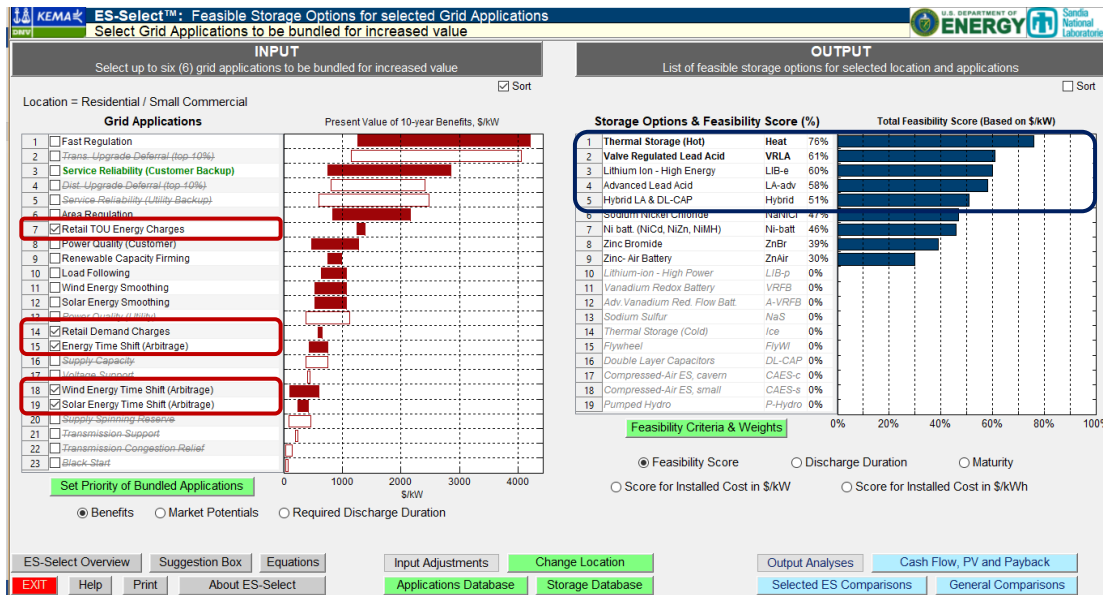 KEMA
DNV
ES-Select™: Feasible Storage Options for selected Grid Applications
Select Grid Applications to be bundled for increased value
U.S. DEPARTMENT OF
ENERGY
Sandia
National
Laboratories
INPUT
Select up to six (6) grid applications to be bundled for increased value
Sort
Location = Residential / Small Commercial
Grid Applications
Present Value of 10-year Benefits, $/kW
1 Fast Regulation
2 Trans. Upgrade Deferral (top 10%)
3 Service Reliability (Customer Backup)
4 Dist. Upgrade Deferral (top 10%)
5 Service Reliability (Utility Backup)
6 Area Regulation
7 Retail TOU Energy Charges
8 Power Quality (Customer)
9 Renewable Capacity Firming
10 Load Following
11 Wind Energy Smoothing
12 Solar Energy Smoothing
13 Power Quality (Utility)
14 Retail Demand Charges
15 Energy Time Shift (Arbitrage)
16 Supply Capacity
17 Voltage Support
18 Wind Energy Time Shift (Arbitrage)
19 Solar Energy Time Shift (Arbitrage)
20 Supply Spinning Reserve
21 Transmission Support
22 Transmission Congestion Relief
23 Black Start
0 1000 2000 3000 4000
$/kW
Set Priority of Bundled Applications
Benefits Market Potentials Required Discharge Duration
OUTPUT
List of feasible storage options for selected location and applications
Sort
Storage Options & Feasibility Score (%)
Total Feasibility Score (Based on $/kW)
1 Thermal Storage (Hot) Heat 76%
2 Valve Regulated Lead Acid VRLA 61%
3 Lithium Ion - High Energy LIB-e 60%
4 Advanced Lead Acid LA-adv 58%
5 Hybrid LA & DL-CAP Hybrid 51%
6 Sodium Nickel Chloride NaNiCl 47%
7 Ni batt. (NiCd, NiZn, NiMH) Ni-batt 46%
8 Zinc Bromide ZnBr 39%
9 Zinc- Air Battery ZnAir 30%
10 Lithium-ion - High Power LIB-p 0%
11 Vanadium Redox Battery VRFB 0%
12 Adv.Vanadium Red. Flow Batt. A-VRFB 0%
13 Sodium Sulfur NaS 0%
14 Thermal Storage (Cold) Ice 0%
15 Flywheel FlyWl 0%
16 Double Layer Capacitors DL-CAP 0%
17 Compressed-Air ES, cavern CAES-c 0%
18 Compressed-Air ES, small CAES-s 0%
19 Pumped Hydro P-Hydro 0%
0% 20% 40% 60% 80% 100%
Feasibility Criteria & Weights
Feasibility Score Discharge Duration Maturity
Score for Installed Cost in $/kW Score for Installed Cost in $/kWh
ES-Select Overview Suggestion Box Equations Input Adjustments Change Location Output Analyses Cash Flow, PV and Payback
EXIT Help Print About ES-Select Applications Database Storage Database Selected ES Comparisons General Comparisons